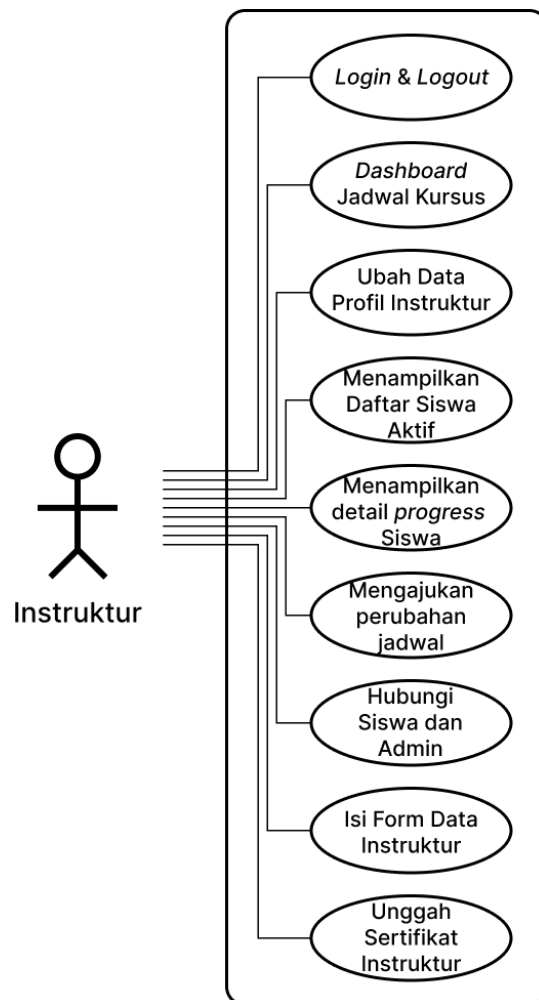 Login & Logout
Dashboard
Jadwal Kursus
Ubah Data
Profil Instruktur
Menampilkan
Daftar Siswa
Aktif
Menampilkan
detail progress
Siswa
Mengajukan
perubahan
jadwal
Hubungi
Siswa dan
Admin
Isi Form Data
Instruktur
Unggah
Sertifikat
Instruktur
Instruktur